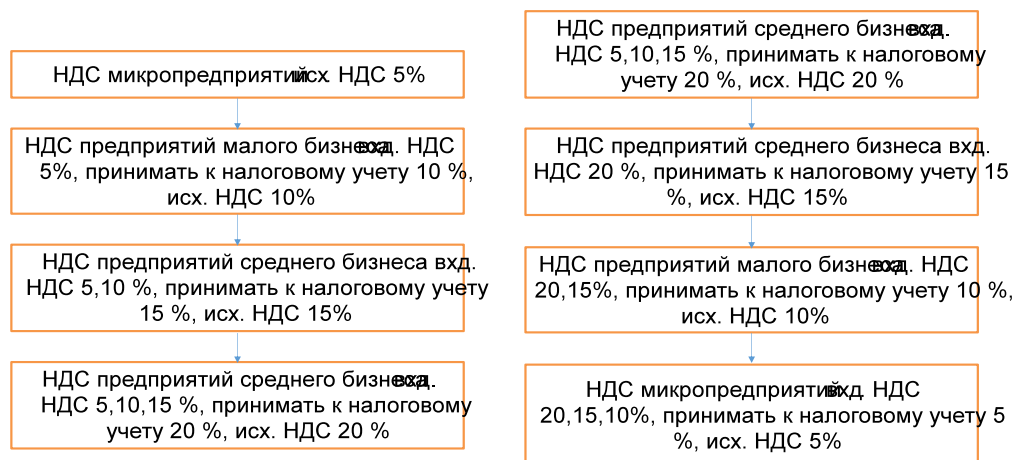 НДС микропредприятий исх. НДС 5%
НДС предприятий малого бизнеса вхд. НДС
5%, принимать к налоговому учету 10 %,
исх. НДС 10%
НДС предприятий среднего бизнеса вхд.
НДС 5,10 %, принимать к налоговому учету
15 %, исх. НДС 15%
НДС предприятий среднего бизнеса вхд.
НДС 5,10,15 %, принимать к налоговому
учету 20 %, исх. НДС 20 %
НДС предприятий среднего бизнеса вхд.
НДС 5,10,15 %, принимать к налоговому
учету 20 %, исх. НДС 20 %
НДС предприятий среднего бизнеса вхд.
НДС 20 %, принимать к налоговому учету 15
%, исх. НДС 15%
НДС предприятий малого бизнеса вхд. НДС
20,15%, принимать к налоговому учету 10 %,
исх. НДС 10%
НДС микропредприятий вхд. НДС
20,15,10%, принимать к налоговому учету 5
%, исх. НДС 5%